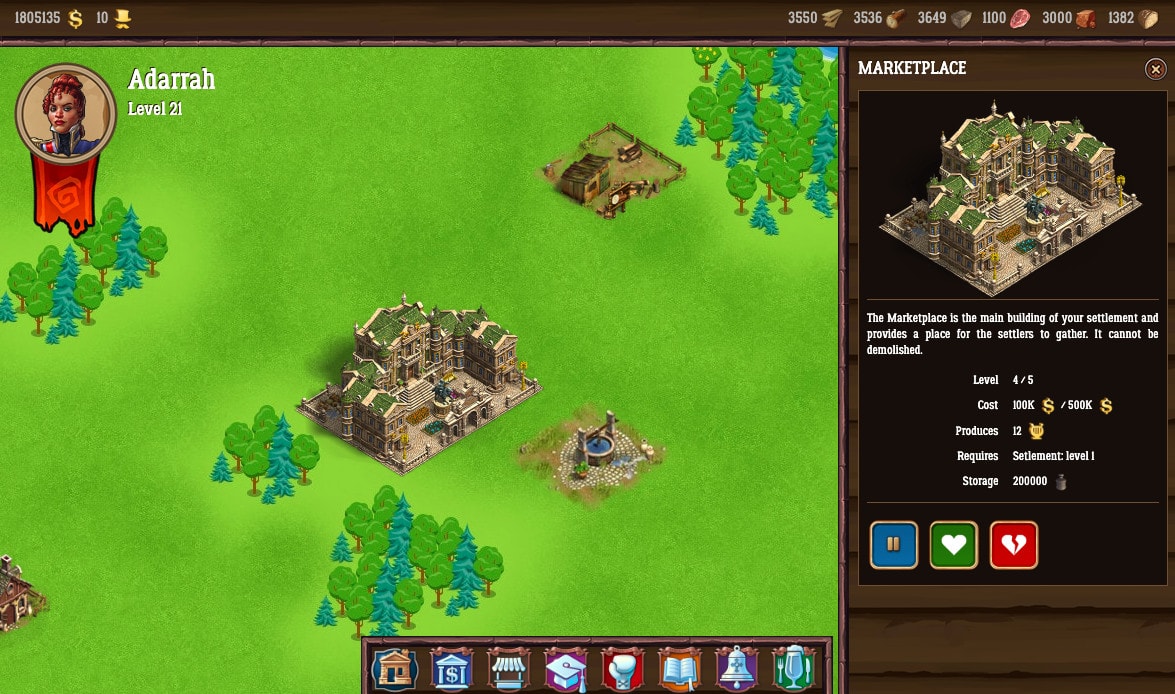 1805135 $ 10
3550 3536 3649 1100 3000 1382
Adarrah
Level 21
MARKETPLACE
The Marketplace is the main building of your settlement and
provides a place for the settlers to gather. It cannot be
demolished.
Level 4 / 5
Cost 100K $ / 500K $
Produces 12
Requires Setlement: level 1
Storage 200000
$